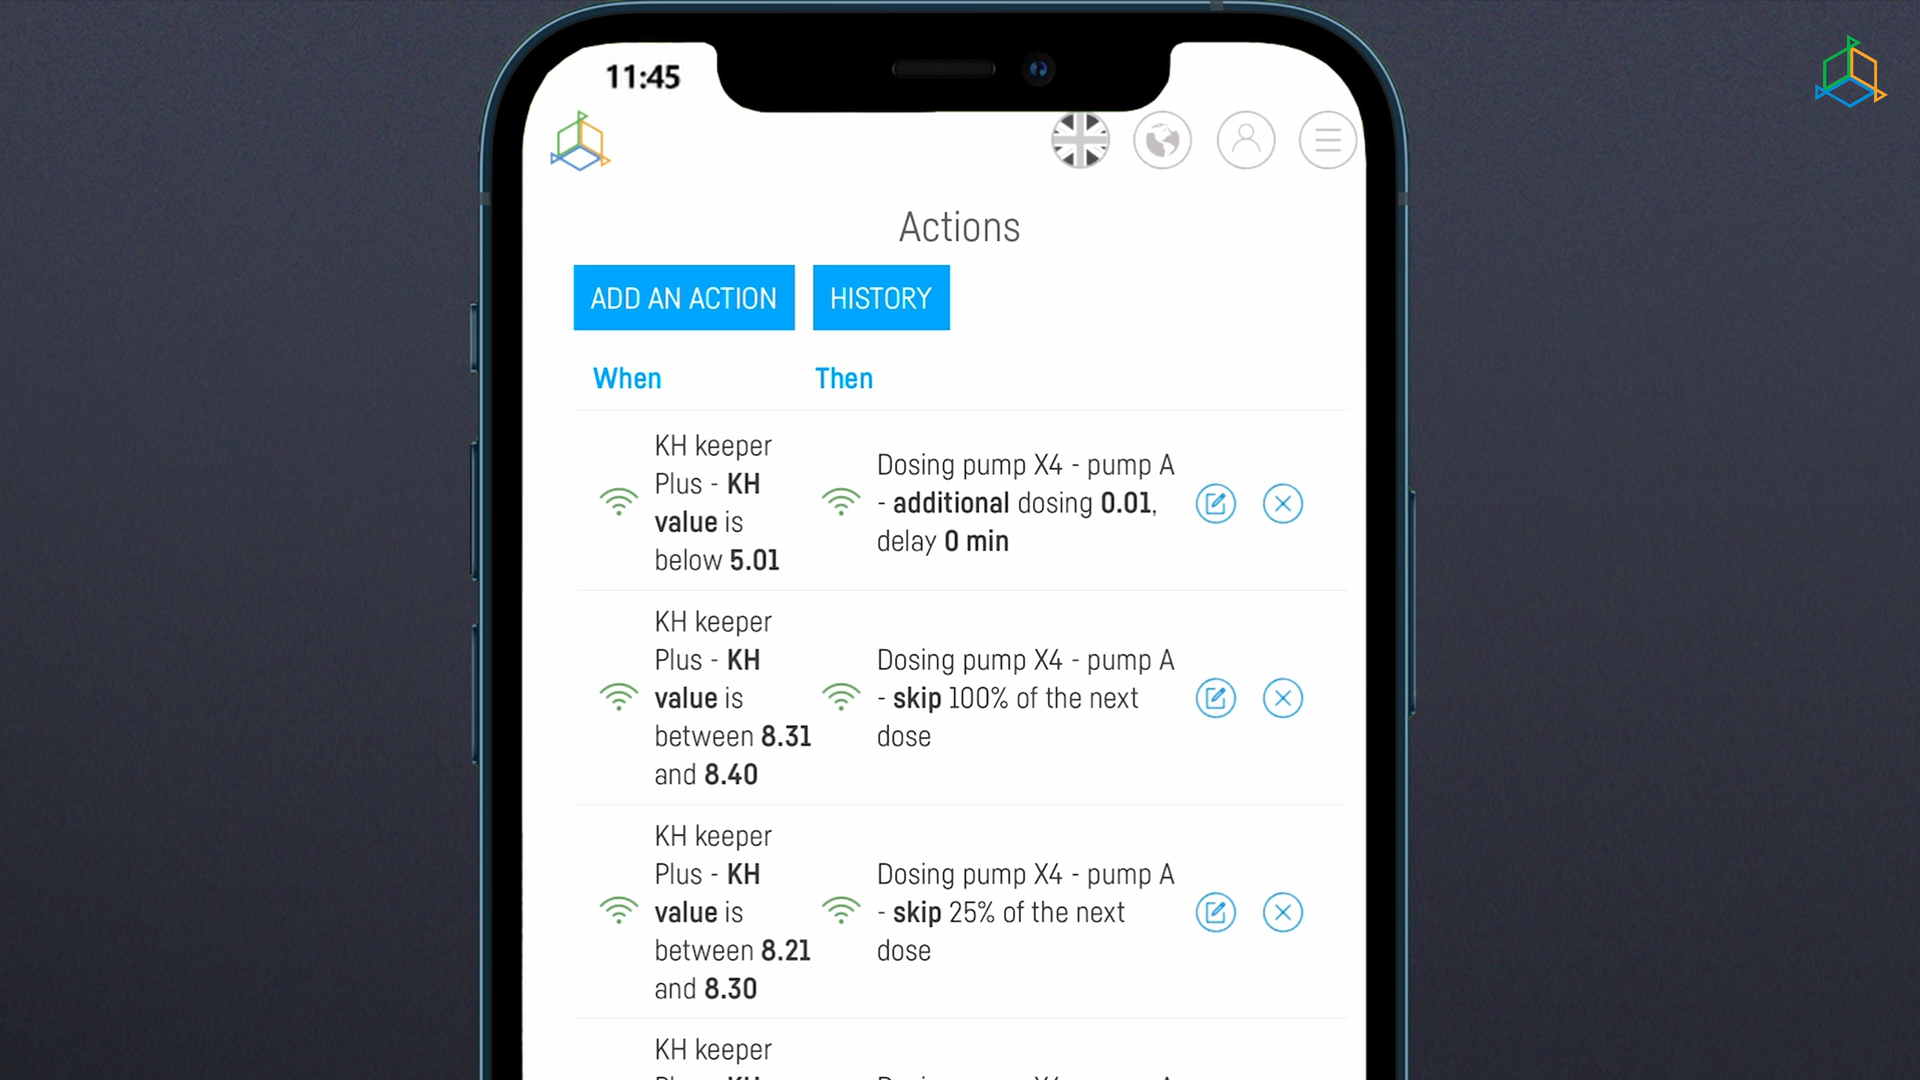 11:45
Actions
ADD AN ACTION
HISTORY
When
Then
KH keeper
Plus - KH
value is
below 5.01
Dosing pump X4 - pump A
- additional dosing 0.01,
delay 0 min
KH keeper
Plus - KH
value is
between 8.31
and 8.40
Dosing pump X4 - pump A
- skip 100% of the next
dose
KH keeper
Plus - KH
value is
between 8.21
and 8.30
Dosing pump X4 - pump A
- skip 25% of the next
dose
KH keeper